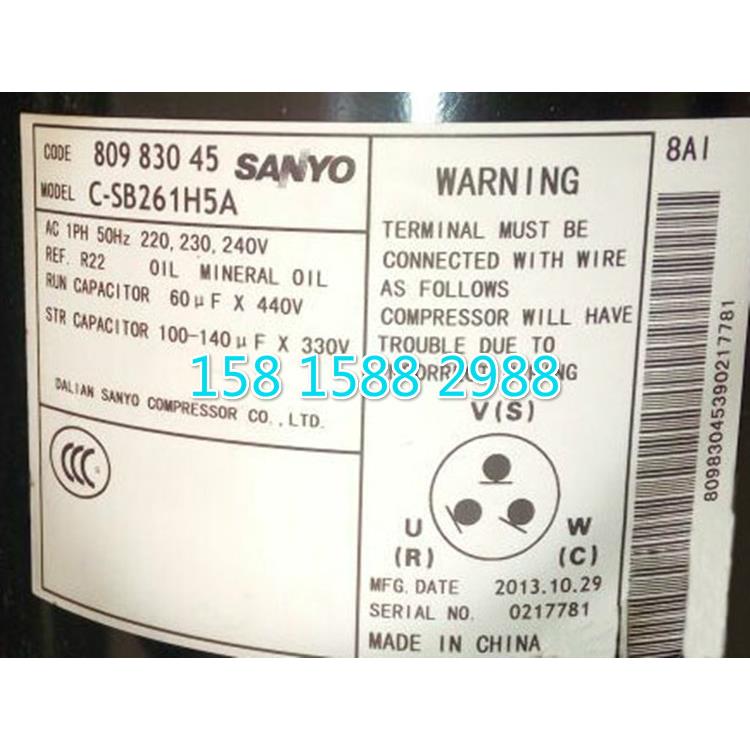 CODE 809 830 45 SANYO
MODEL C-SB261H5A
AC 1PH 50Hz 220, 230, 240V
REF. R22 OIL MINERAL OIL
RUN CAPACITOR 60μF X 440V
STR CAPACITOR 100-140μF X 330V
DALIAN SANYO COMPRESSOR CO., LTD.
CCC
WARNING
TERMINAL MUST BE
CONNECTED WITH WIRE
AS FOLLOWS
COMPRESSOR WILL HAVE
TROUBLE DUE TO
158 1588 2988
V(S)
U
(R)
W
(C)
MFG. DATE 2013.10.29
SERIAL NO. 0217781
MADE IN CHINA
8AI
80983045390217781